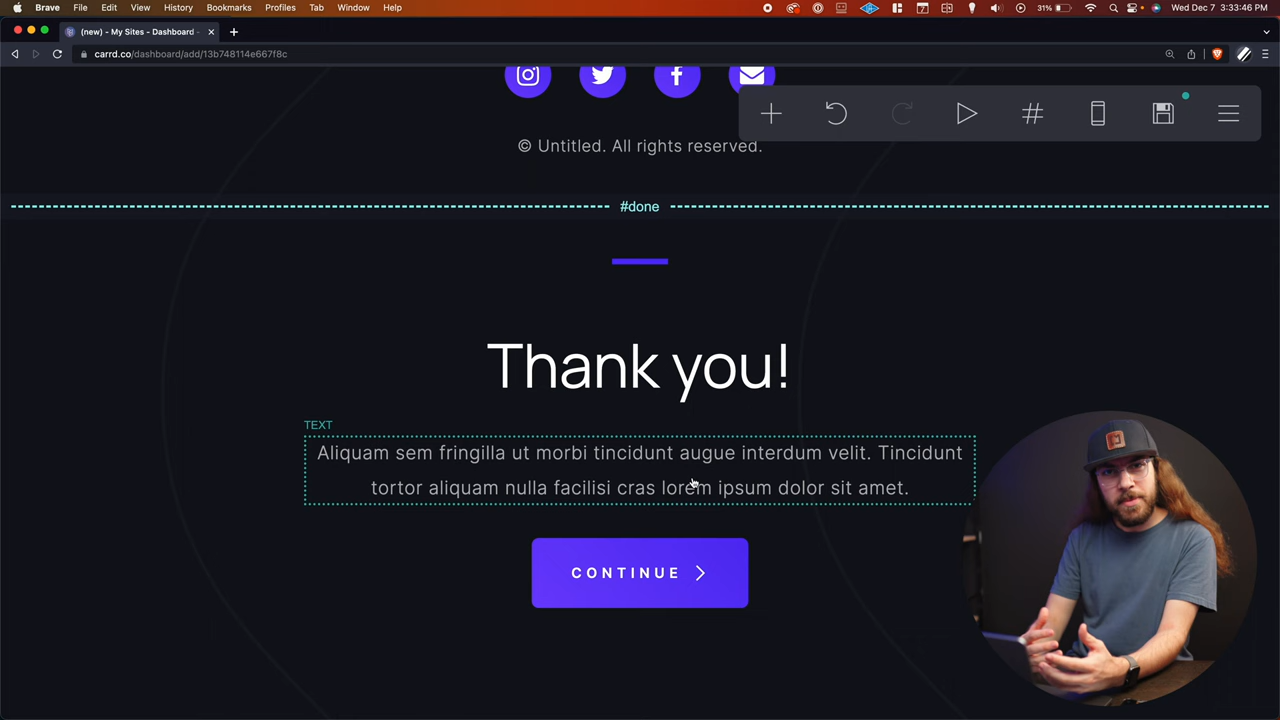 Brave File Edit View History Bookmarks Profiles Tab Window Help 31% Wed Dec 7 3:33:46 PM
(new) - My Sites - Dashboard -
carrd.co/dashboard/add/13b748114e667f8c
© Untitled. All rights reserved.
#done
Thank you!
TEXT
Aliquam sem fringilla ut morbi tincidunt augue interdum velit. Tincidunt
tortor aliquam nulla facilisi cras lorem ipsum dolor sit amet.
CONTINUE